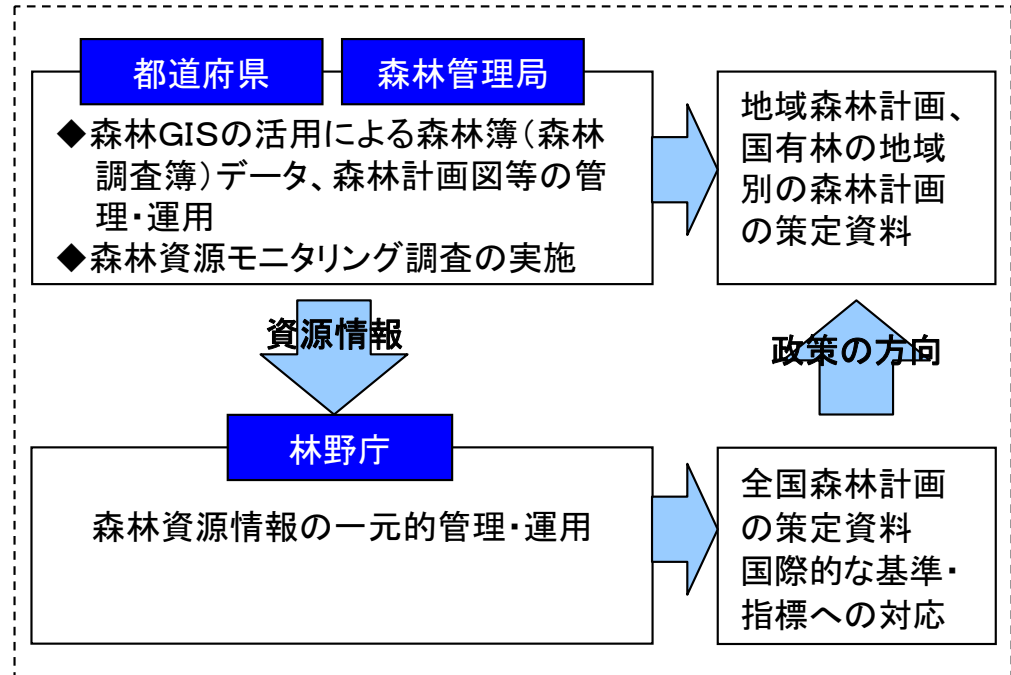 都道府県
森林管理局
◆森林GISの活用による森林簿(森林
調査簿)データ、森林計画図等の管
理・運用
◆森林資源モニタリング調査の実施
地域森林計画、
国有林の地域
別の森林計画
の策定資料
資源情報
政策の方向
林野庁
森林資源情報の一元的管理・運用
全国森林計画
の策定資料
国際的な基準・
指標への対応